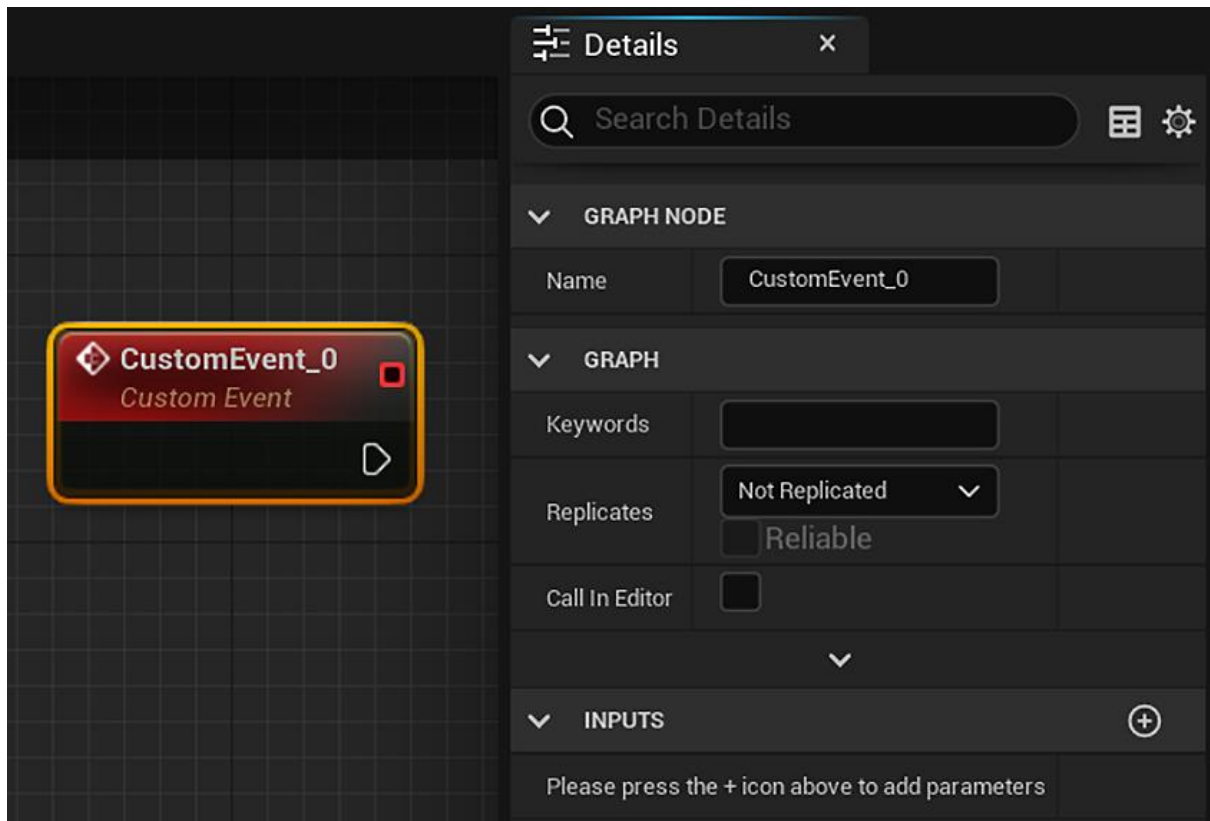 Details
Search Details
GRAPH NODE
Name
CustomEvent_0
CustomEvent_0
Custom Event
GRAPH
Keywords
Replicates
Not Replicated
Reliable
Call In Editor
INPUTS
Please press the + icon above to add parameters